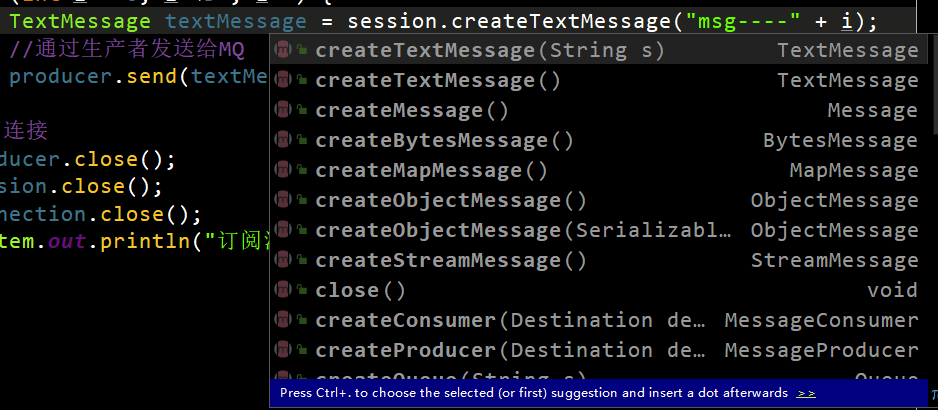 TextMessage textMessage = session.createTextMessage("msg----" + i);
//通过生产者发送给MQ
producer.send(textMe
连接
ducer.close();
sion.close();
nection.close();
tem.out.println("订阅
createTextMessage(String s) TextMessage
createTextMessage() TextMessage
createMessage() Message
createBytesMessage() BytesMessage
createMapMessage() MapMessage
createObjectMessage() ObjectMessage
createObjectMessage(Serializabl… ObjectMessage
createStreamMessage() StreamMessage
close() void
createConsumer(Destination de… MessageConsumer
createProducer(Destination de… MessageProducer
createQueue(String s) Queue
Press Ctrl+. to choose the selected (or first) suggestion and insert a dot afterwards >>